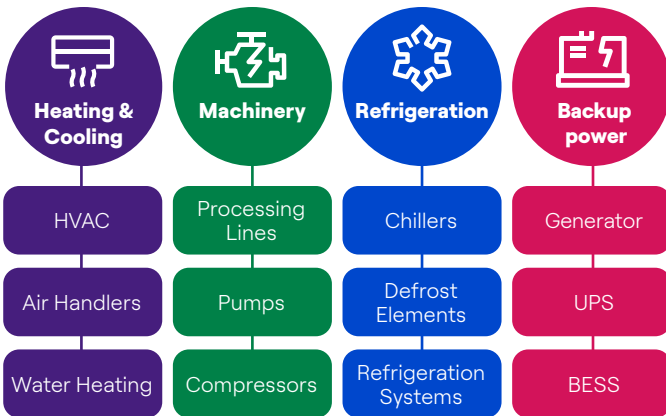 Heating &
Cooling
Machinery
Refrigeration
Backup
power
HVAC
Processing
Lines
Chillers
Generator
Air Handlers
Pumps
Defrost
Elements
UPS
Water Heating
Compressors
Refrigeration
Systems
BESS